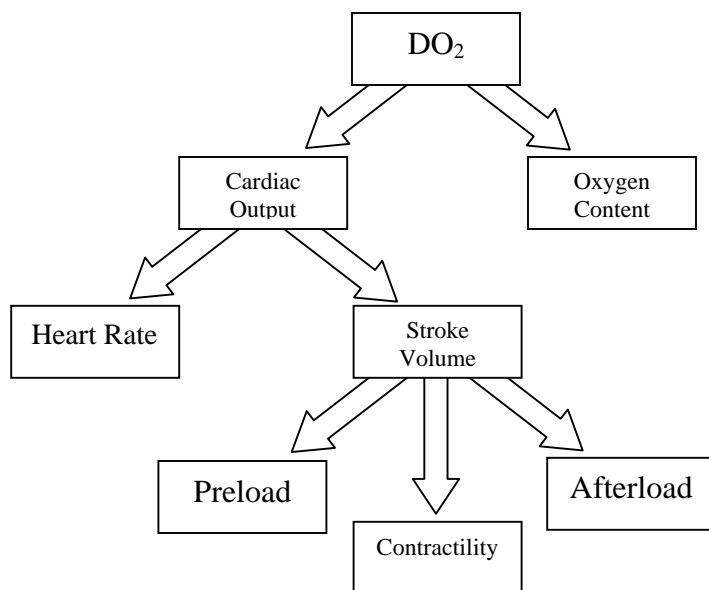 DO₂
Cardiac
Output
Oxygen
Content
Heart Rate
Stroke
Volume
Preload
Afterload
Contractility